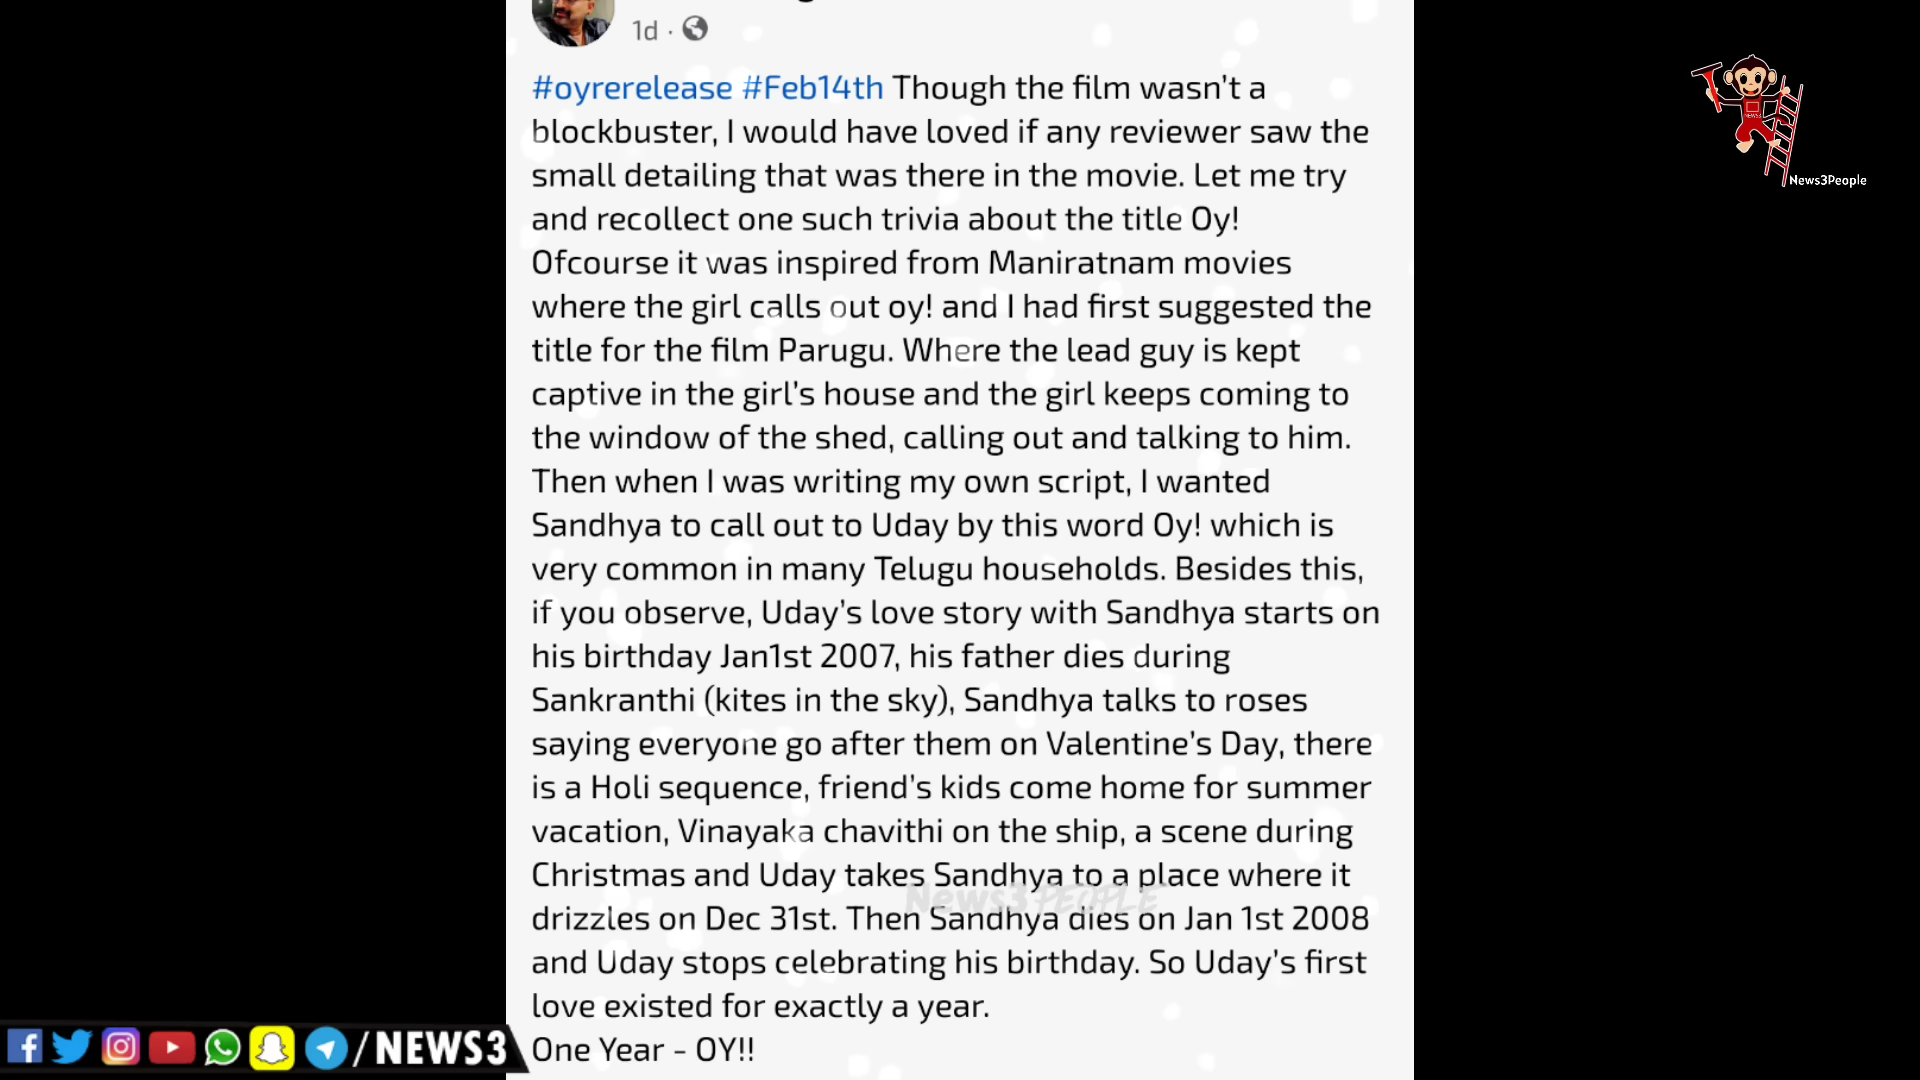 1d ·
#oyrerelease #Feb14th Though the film wasn’t a
blockbuster, I would have loved if any reviewer saw the
small detailing that was there in the movie. Let me try
and recollect one such trivia about the title Oy!
Ofcourse it was inspired from Maniratnam movies
where the girl calls out oy! and I had first suggested the
title for the film Parugu. Where the lead guy is kept
captive in the girl’s house and the girl keeps coming to
the window of the shed, calling out and talking to him.
Then when I was writing my own script, I wanted
Sandhya to call out to Uday by this word Oy! which is
very common in many Telugu households. Besides this,
if you observe, Uday’s love story with Sandhya starts on
his birthday Jan1st 2007, his father dies during
Sankranthi (kites in the sky), Sandhya talks to roses
saying everyone go after them on Valentine’s Day, there
is a Holi sequence, friend’s kids come home for summer
vacation, Vinayaka chavithi on the ship, a scene during
Christmas and Uday takes Sandhya to a place where it
drizzles on Dec 31st. Then Sandhya dies on Jan 1st 2008
and Uday stops celebrating his birthday. So Uday’s first
love existed for exactly a year.
One Year - OY!!
News3PEOPLE
NEWS3
News3People
/NEWS3